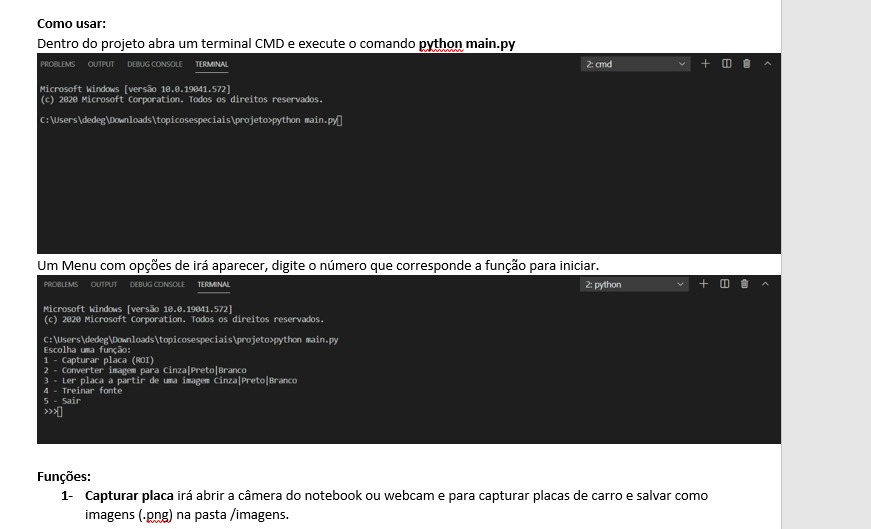 Como usar:
Dentro do projeto abra um terminal CMD e execute o comando python main.py
PROBLEMS OUTPUT DEBUG CONSOLE TERMINAL 2: cmd
Microsoft Windows [versão 10.0.19041.572]
(c) 2020 Microsoft Corporation. Todos os direitos reservados.
C:\Users\dedeg\Downloads\topicosespeciais\projeto>python main.py
Um Menu com opções de irá aparecer, digite o número que corresponde a função para iniciar.
PROBLEMS OUTPUT DEBUG CONSOLE TERMINAL 2: python
Microsoft Windows [versão 10.0.19041.572]
(c) 2020 Microsoft Corporation. Todos os direitos reservados.
C:\Users\dedeg\Downloads\topicosespeciais\projeto>python main.py
Escolha uma função:
1 - Capturar placa (ROI)
2 - Converter imagem para Cinza|Preto|Branco
3 - Ler placa a partir de uma imagem Cinza|Preto|Branco
4 - Treinar fonte
5 - Sair
>>>
Funções:
1- Capturar placa irá abrir a câmera do notebook ou webcam e para capturar placas de carro e salvar como
imagens (.png) na pasta /imagens.